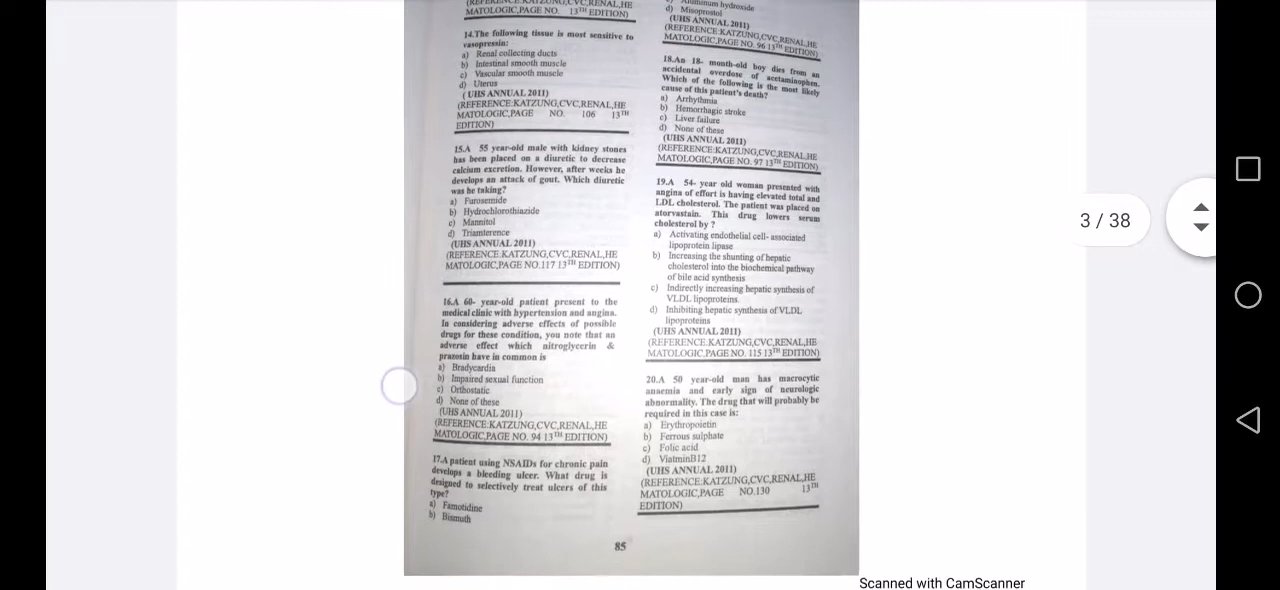 MATOLOGIC,PAGE NO. 13TH EDITION)
14.The following tissue is most sensitive to
vasopressin:
a) Renal collecting ducts
b) Intestinal smooth muscle
c) Vascular smooth muscle
d) Uterus
( UHS ANNUAL 2011)
(REFERENCE:KATZUNG,CVC,RENAL,HE
MATOLOGIC,PAGE NO. 106 13TH
EDITION)
15.A 55 year-old male with kidney stones
has been placed on a diuretic to decrease
calcium excretion. However, after weeks he
develops an attack of gout. Which diuretic
was he taking?
a) Furosemide
b) Hydrochlorothiazide
c) Mannitol
d) Triamterence
(UHS ANNUAL 2011)
(REFERENCE:KATZUNG,CVC,RENAL,HE
MATOLOGIC,PAGE NO.117 13TH EDITION)
16.A 60- year-old patient present to the
medical clinic with hypertension and angina.
In considering adverse effects of possible
drugs for these condition, you note that an
adverse effect which nitroglycerin &
prazosin have in common is
a) Bradycardia
b) Impaired sexual function
c) Orthostatic
d) None of these
(UHS ANNUAL 2011)
(REFERENCE:KATZUNG,CVC,RENAL,HE
MATOLOGIC,PAGE NO. 94 13TH EDITION)
17.A patient using NSAIDs for chronic pain
develops a bleeding ulcer. What drug is
designed to selectively treat ulcers of this
type?
a) Famotidine
b) Bismuth
Aluminum hydroxide
d) Misoprostol
(UHS ANNUAL 2011)
(REFERENCE:KATZUNG,CVC,RENAL,HE
MATOLOGIC,PAGE NO. 96 13TH EDITION)
18.An 18- month-old boy dies from an
accidental overdose of acetaminophen.
Which of the following is the most likely
cause of this patient's death?
a) Arrhythmia
b) Hemorrhagic stroke
c) Liver failure
d) None of these
(UHS ANNUAL 2011)
(REFERENCE:KATZUNG,CVC,RENAL,HE
MATOLOGIC,PAGE NO. 97 13TH EDITION)
19.A 54- year old woman presented with
angina of effort is having elevated total and
LDL cholesterol. The patient was placed on
atorvastain. This drug lowers serum
cholesterol by ?
a) Activating endothelial cell- associated
lipoprotein lipase
b) Increasing the shunting of hepatic
cholesterol into the biochemical pathway
of bile acid synthesis
c) Indirectly increasing hepatic synthesis of
VLDL lipoproteins.
d) Inhibiting hepatic synthesis of VLDL
lipoproteins
(UHS ANNUAL 2011)
(REFERENCE.KATZUNG,CVC,RENAL,HE
MATOLOGIC,PAGE NO. 115 13TH EDITION)
20.A 50 year-old man has macrocytic
anaemia and early sign of neurologic
abnormality. The drug that will probably be
required in this case is:
a) Erythropoietin
b) Ferrous sulphate
c) Folic acid
d) ViatminB12
(UHS ANNUAL 2011)
(REFERENCE:KATZUNG,CVC,RENAL,HE
MATOLOGIC,PAGE NO.130 13TH
EDITION)
85
3 / 38
Scanned with CamScanner